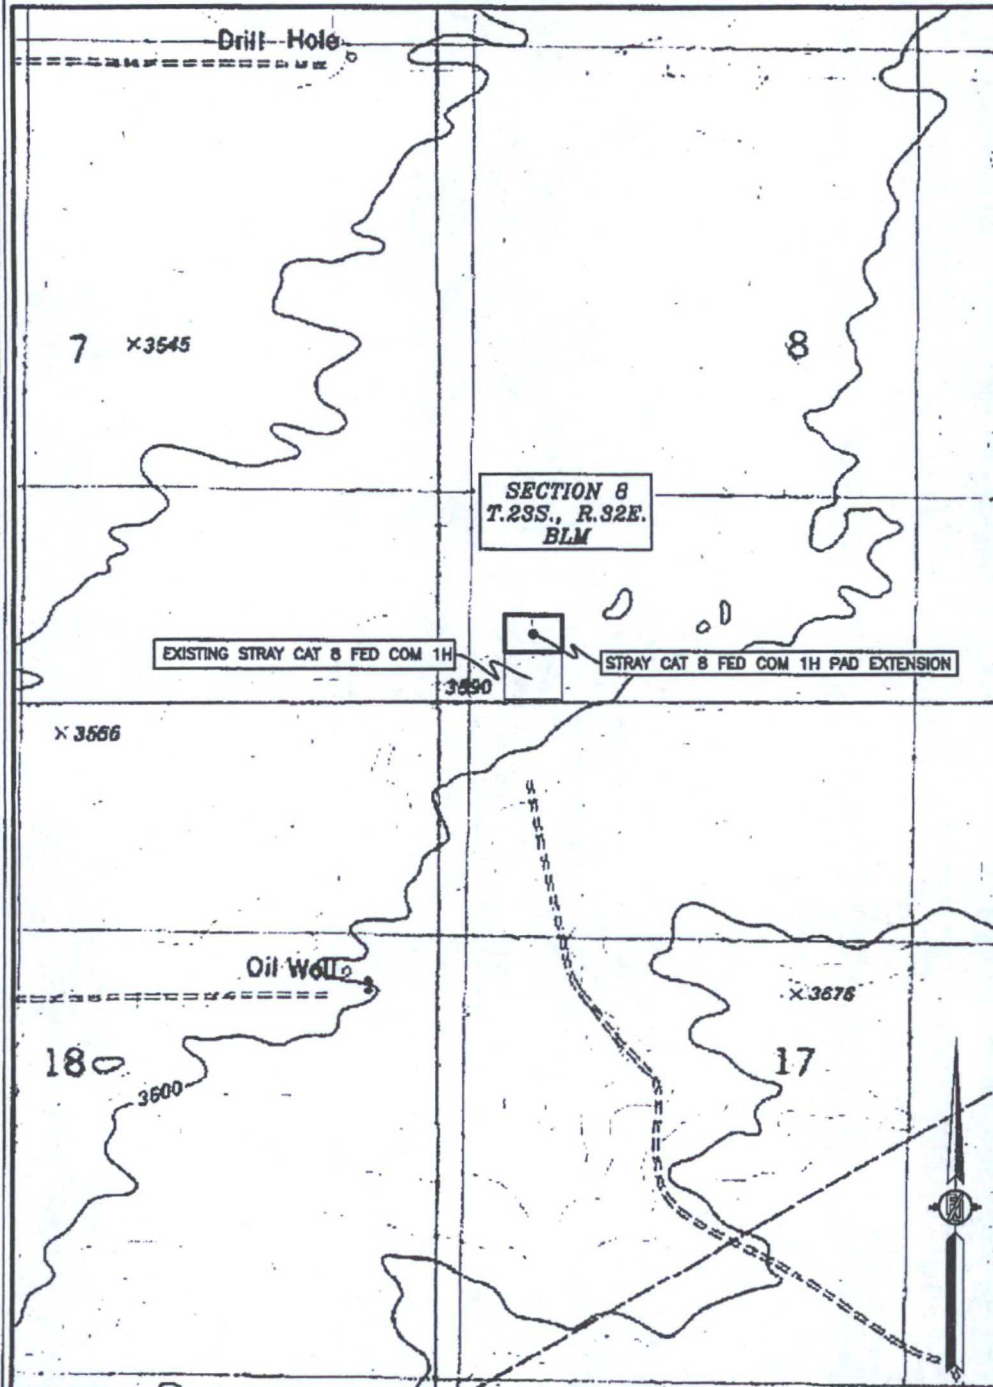 Drill Hole
7
×3545
8
SECTION 8
T.23S., R.32E.
BLM
EXISTING STRAY CAT 8 FED COM 1H
STRAY CAT 8 FED COM 1H PAD EXTENSION
3590
×3566
Oil Well
×3676
18
17
3600